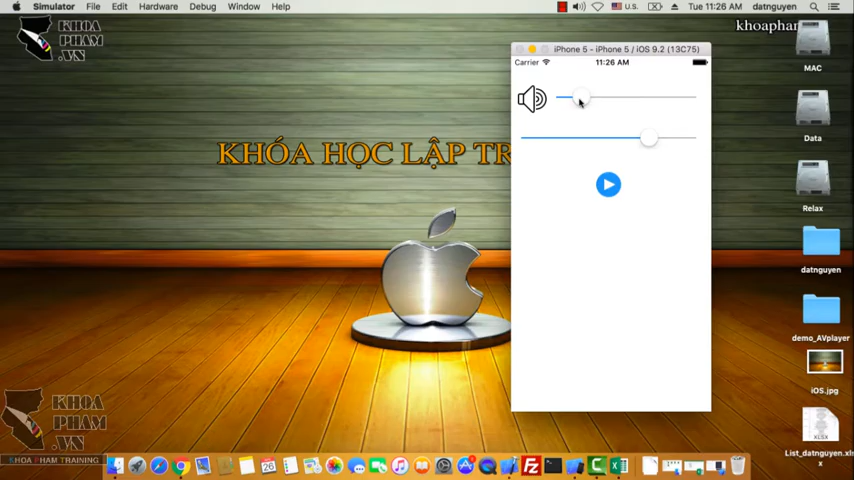 Simulator File Edit Hardware Debug Window Help
U.S. Tue 11:26 AM datnguyen
KHOA
PHAM
.VN
khoaphar
iPhone 5 - iPhone 5 / iOS 9.2 (13C75)
Carrier 11:26 AM
MAC
KHÓA HỌC LẬP TR
Data
Relax
datnguyen
demo_AVplayer
iOS.jpg
XLSX
List_datnguyen.xls
x
KHOA
PHAM
.VN
KHOA PHAM TRAINING
26